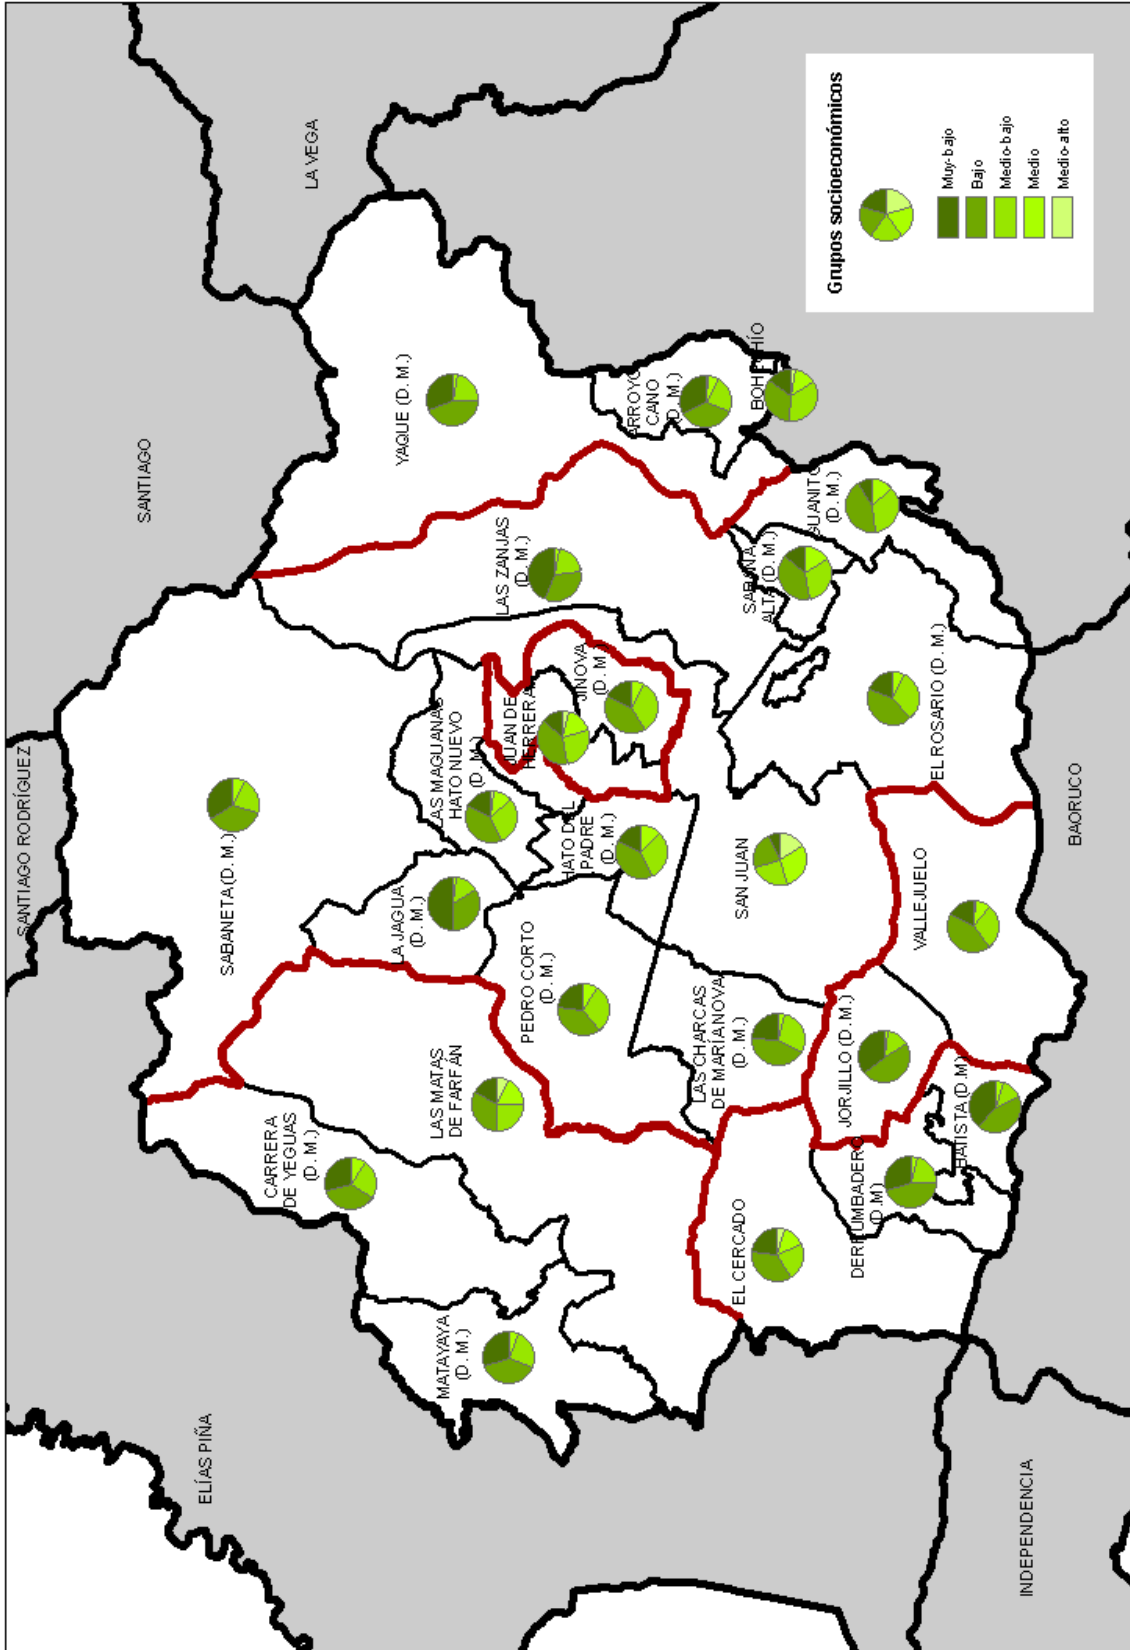 SANTIAGO RODRÍGUEZ
SANTIAGO
LA VEGA
ELÍAS PIÑA
SABANETA (D. M.)
YAQUE (D. M.)
CARRERA
DE YEGUAS
(D. M.)
LA JAGUA
(D. M.)
LAS MAGUANAS
HATO NUEVO
(D. M.)
LAS MATAS
DE FARFÁN
MATAYAYA
(D. M.)
PEDRO CORTO
(D. M.)
HATO DEL
PADRE
(D. M.)
JUAN DE
HERRERA
JINOVA
(D. M.)
LAS ZANJAS
(D. M.)
ARROYO
CANO
(D. M.)
BOHECHÍO
LAS CHARCAS
DE MARÍA NOVA
(D. M.)
SAN JUAN
SABANA
ALTA (D. M.)
GUANITO
(D. M.)
EL CERCADO
JORJILLO (D. M.)
DERRUMBADERO
(D. M)
BATISTA (D. M)
VALLEJUELO
EL ROSARIO (D. M.)
INDEPENDENCIA
BAORUCO
Grupos socioeconómicos
Muy-bajo
Bajo
Medio-bajo
Medio
Medio-alto